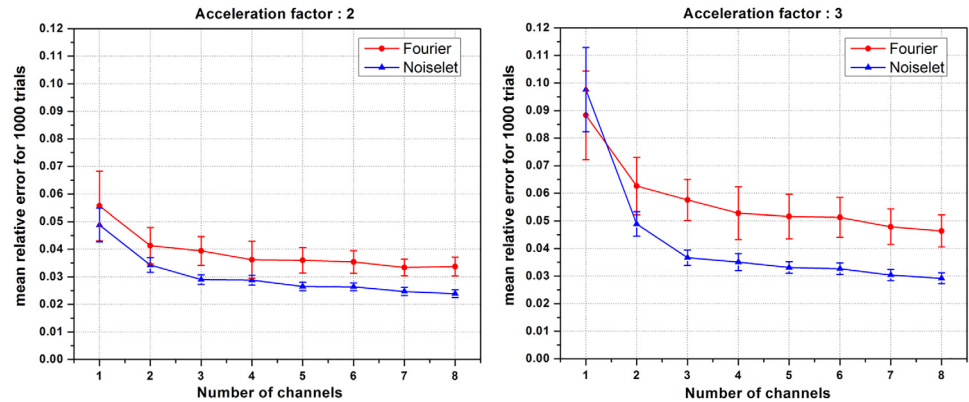 Acceleration factor : 2
mean relative error for 1000 trials
0.12
0.11
0.10
0.09
0.08
0.07
0.06
0.05
0.04
0.03
0.02
0.01
0.00
Fourier
Noiselet
1 2 3 4 5 6 7 8
Number of channels
Acceleration factor : 3
mean relative error for 1000 trials
0.12
0.11
0.10
0.09
0.08
0.07
0.06
0.05
0.04
0.03
0.02
0.01
0.00
Fourier
Noiselet
1 2 3 4 5 6 7 8
Number of channels